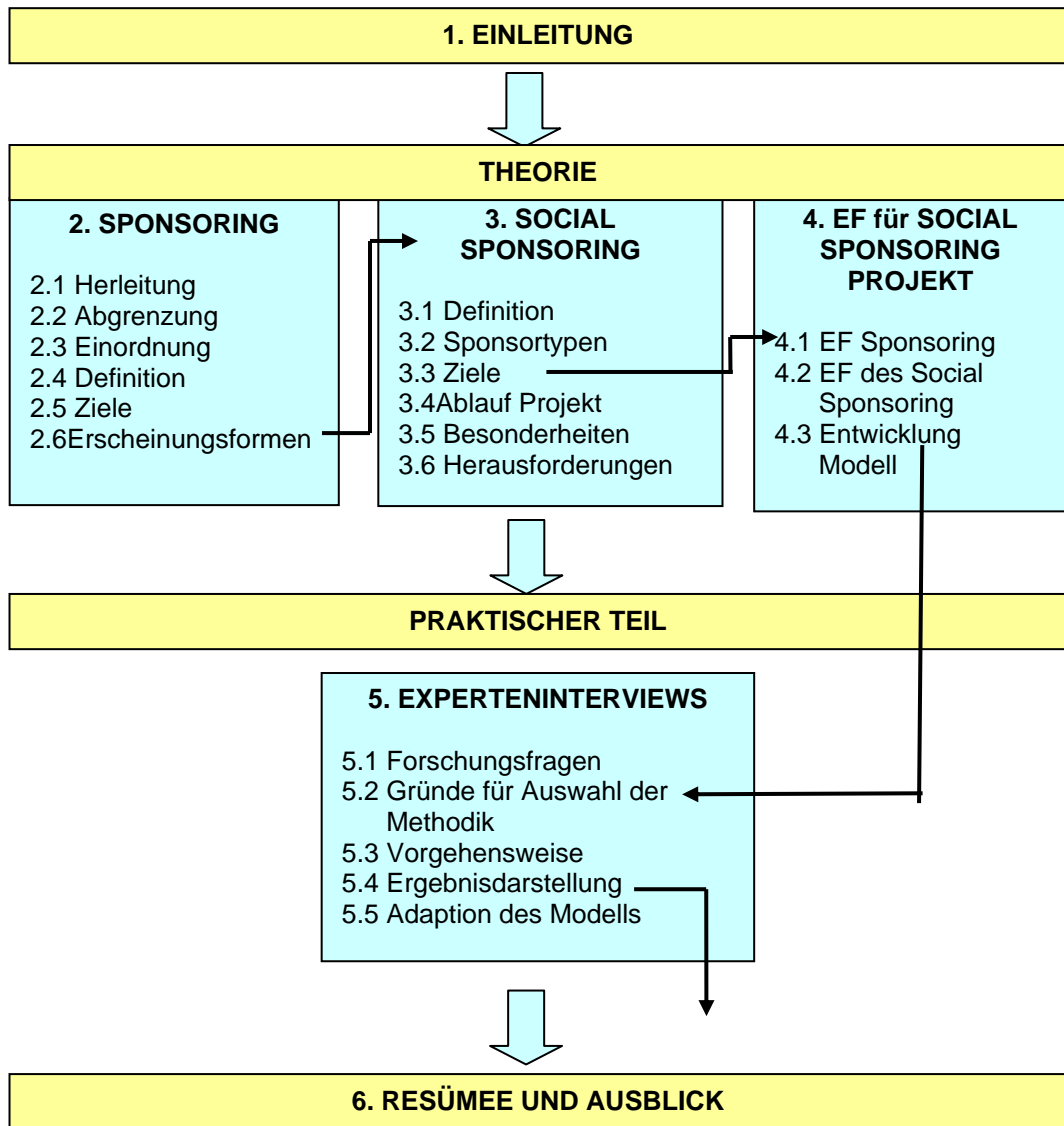 1. EINLEITUNG
THEORIE
2. SPONSORING
2.1 Herleitung
2.2 Abgrenzung
2.3 Einordnung
2.4 Definition
2.5 Ziele
2.6Erscheinungsformen
3. SOCIAL
SPONSORING
3.1 Definition
3.2 Sponsortypen
3.3 Ziele
3.4Ablauf Projekt
3.5 Besonderheiten
3.6 Herausforderungen
4. EF für SOCIAL
SPONSORING
PROJEKT
4.1 EF Sponsoring
4.2 EF des Social
Sponsoring
4.3 Entwicklung
Modell
PRAKTISCHER TEIL
5. EXPERTENINTERVIEWS
5.1 Forschungsfragen
5.2 Gründe für Auswahl der
Methodik
5.3 Vorgehensweise
5.4 Ergebnisdarstellung
5.5 Adaption des Modells
6. RESÜMEE UND AUSBLICK